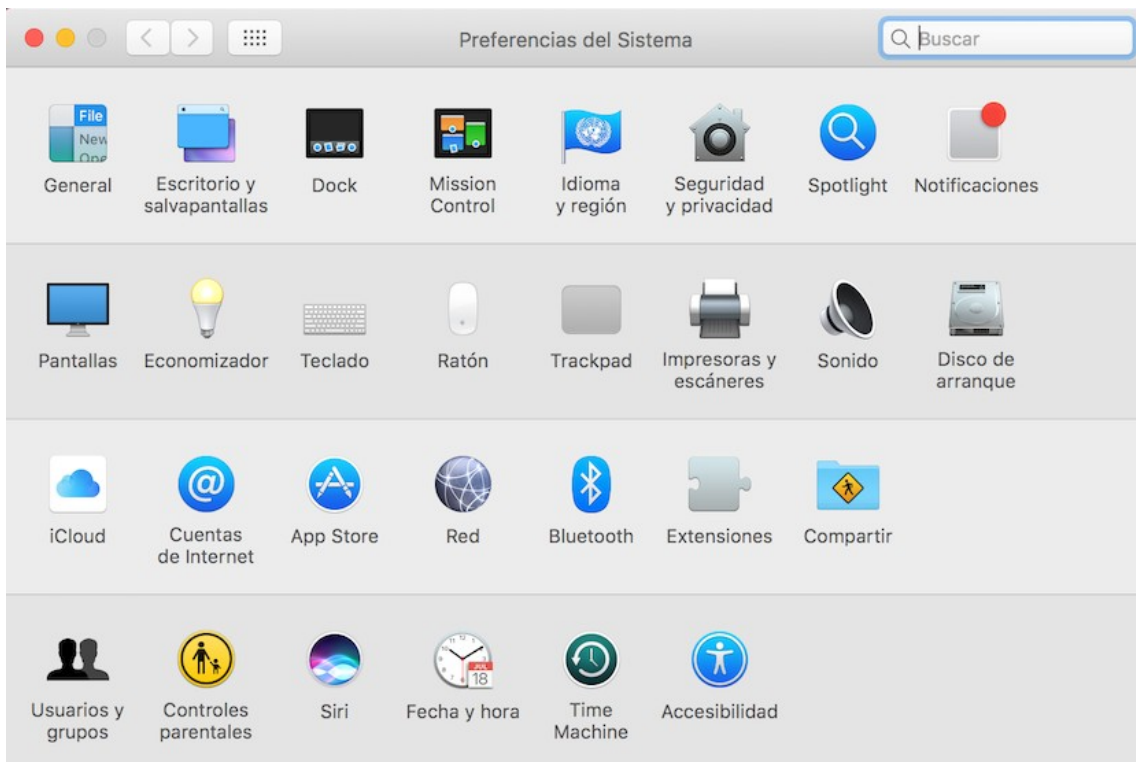 Preferencias del Sistema
Buscar
File
New
Ope
General
Escritorio y
salvapantallas
Dock
Mission
Control
Idioma
y región
Seguridad
y privacidad
Spotlight
Notificaciones
Pantallas
Economizador
Teclado
Ratón
Trackpad
Impresoras y
escáneres
Sonido
Disco de
arranque
iCloud
@
Cuentas
de Internet
App Store
Red
Bluetooth
Extensiones
Compartir
Usuarios y
grupos
Controles
parentales
Siri
JUL
18
Fecha y hora
Time
Machine
Accesibilidad